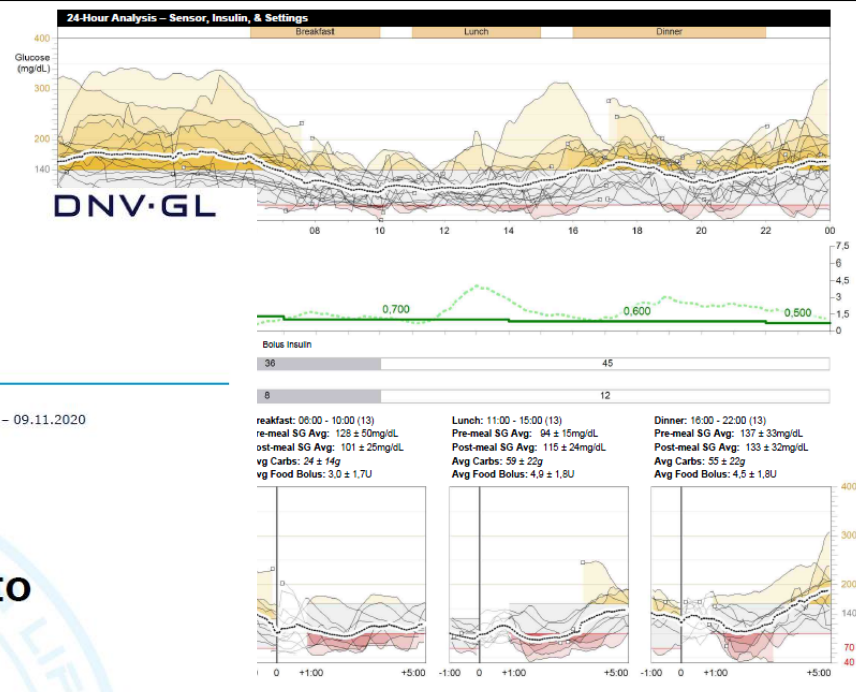 24-Hour Analysis – Sensor, Insulin, & Settings
Breakfast Lunch Dinner
400
Glucose
(mg/dL)
300
200
140
DNV·GL
08 10 12 14 16 18 20 22 00
7,5
6
4,5
3
1,5
0
0,700 0,600 0,500
Bolus Insulin
36 45
8 12
– 09.11.2020
reakfast: 06:00 - 10:00 (13)
re-meal SG Avg: 128 ± 50mg/dL
ost-meal SG Avg: 101 ± 25mg/dL
vg Carbs: 24 ± 14g
vg Food Bolus: 3,0 ± 1,7U
Lunch: 11:00 - 15:00 (13)
Pre-meal SG Avg: 94 ± 15mg/dL
Post-meal SG Avg: 115 ± 24mg/dL
Avg Carbs: 59 ± 22g
Avg Food Bolus: 4,9 ± 1,8U
Dinner: 16:00 - 22:00 (13)
Pre-meal SG Avg: 137 ± 33mg/dL
Post-meal SG Avg: 133 ± 32mg/dL
Avg Carbs: 55 ± 22g
Avg Food Bolus: 4,5 ± 1,8U
400
300
200
140
70
40
0 +1:00 +5:00
-1:00 0 +1:00 +5:00
-1:00 0 +1:00 +5:00